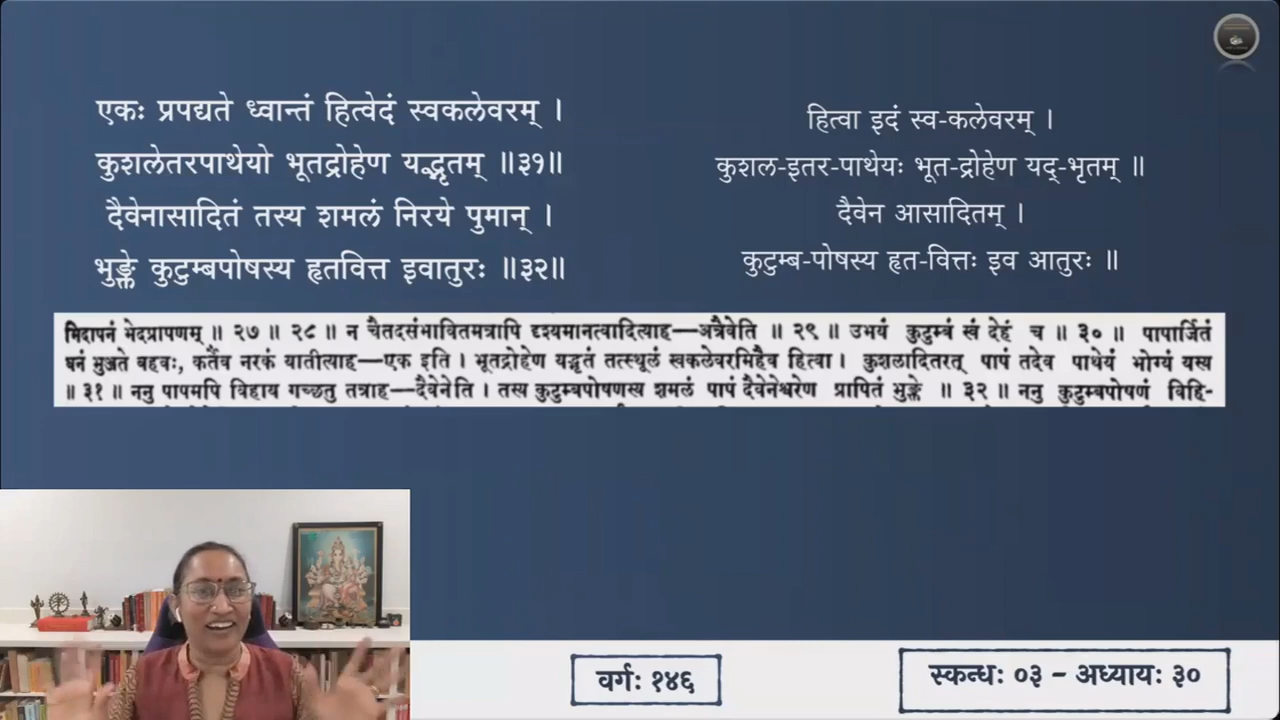 एकः प्रपद्यते ध्वान्तं हित्वेदं स्वकलेवरम् ।
कुशलेतरपाथेयो भूतद्रोहेण यद्भृतम् ॥३१॥
दैवेनासादितं तस्य शमलं निरये पुमान् ।
भुङ्क्ते कुटुम्बपोषस्य हृतवित्त इवातुरः ॥३२॥
हित्वा इदं स्व-कलेवरम् ।
कुशल-इतर-पाथेयः भूत-द्रोहेण यद्-भृतम् ॥
दैवेन आसादितम् ।
कुटुम्ब-पोषस्य हृत-वित्तः इव आतुरः ॥
मिदापनं भेदप्रापणम् ॥ २७ ॥ २८ ॥ न चैतदसंभावितमत्रापि दृश्यमानत्वादित्याह—अत्रैवेति ॥ २९ ॥ उभयं कुटुम्बं स्वं देहं च ॥ ३० ॥ पापार्जितं
धनं भुञ्जते बहवः, कर्तैव नरकं यातीत्याह—एक इति । भूतद्रोहेण यद्भृतं तत्स्थूलं स्वकलेवरमिहैव हित्वा । कुशलादितरत् पापं तदेव पाथेयं भोग्यं यस्य
॥ ३१ ॥ ननु पापमपि विहाय गच्छतु तत्राह—दैवेनेति । तस्य कुटुम्बपोषणस्य शमलं पापं दैवेनेश्वरेण प्रापितं भुङ्क्ते ॥ ३२ ॥ ननु कुटुम्बपोषणं विहि-
वर्गः १४६
स्कन्धः ०३ – अध्यायः ३०